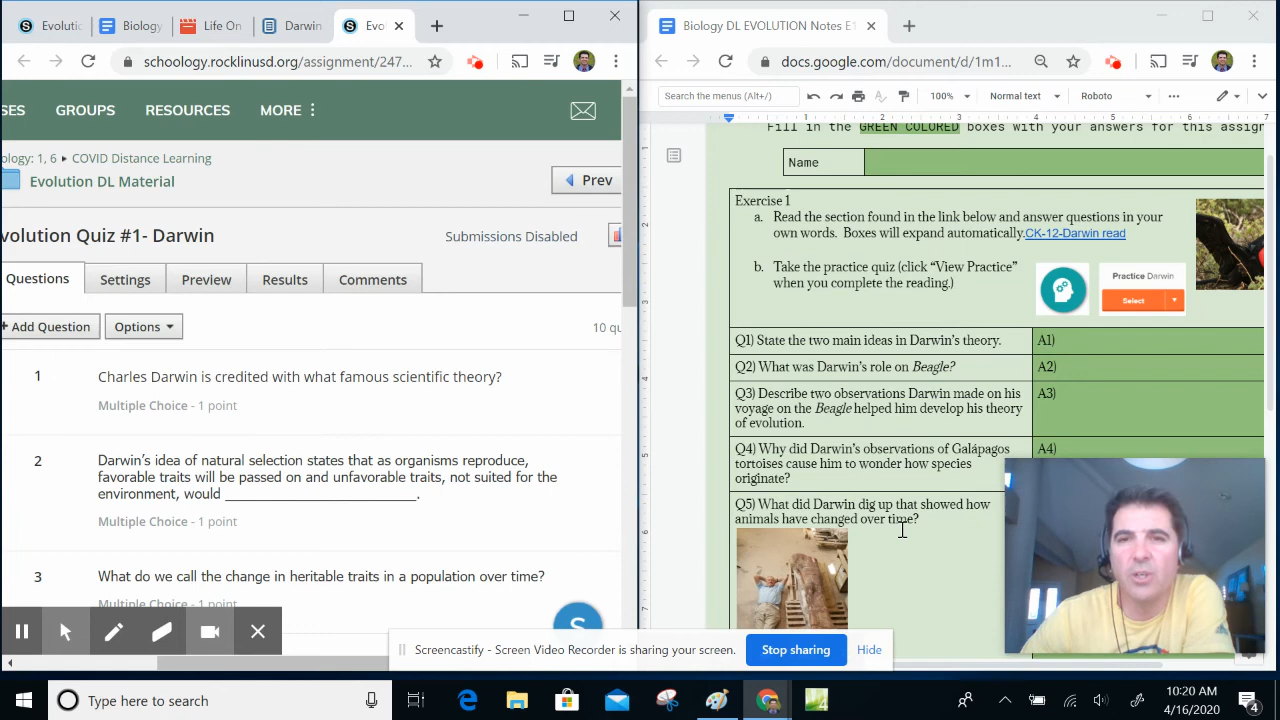 Evolutio
Biology
Life On
Darwin
Evo
Biology DL EVOLUTION Notes E1
schoology.rocklinusd.org/assignment/247...
docs.google.com/document/d/1m1...
SES GROUPS RESOURCES MORE
Search the menus (Alt+/)
100%
Normal text
Roboto
ology: 1, 6 COVID Distance Learning
Evolution DL Material
Prev
volution Quiz #1- Darwin
Submissions Disabled
Questions Settings Preview Results Comments
+ Add Question Options
10 qu
1 Charles Darwin is credited with what famous scientific theory?
Multiple Choice - 1 point
2 Darwin's idea of natural selection states that as organisms reproduce,
favorable traits will be passed on and unfavorable traits, not suited for the
environment, would _________________________.
Multiple Choice - 1 point
3 What do we call the change in heritable traits in a population over time?
Multiple Choice - 1 point
Fill in the GREEN COLORED boxes with your answers for this assig
Name
Exercise 1
a. Read the section found in the link below and answer questions in your
own words. Boxes will expand automatically.CK-12-Darwin read
b. Take the practice quiz (click "View Practice"
when you complete the reading.)
Practice Darwin
Select
Q1) State the two main ideas in Darwin's theory. A1)
Q2) What was Darwin's role on Beagle? A2)
Q3) Describe two observations Darwin made on his A3)
voyage on the Beagle helped him develop his theory
of evolution.
Q4) Why did Darwin's observations of Galápagos A4)
tortoises cause him to wonder how species
originate?
Q5) What did Darwin dig up that showed how
animals have changed over time?
Screencastify - Screen Video Recorder is sharing your screen. Stop sharing Hide
Type here to search
10:20 AM
4/16/2020
4